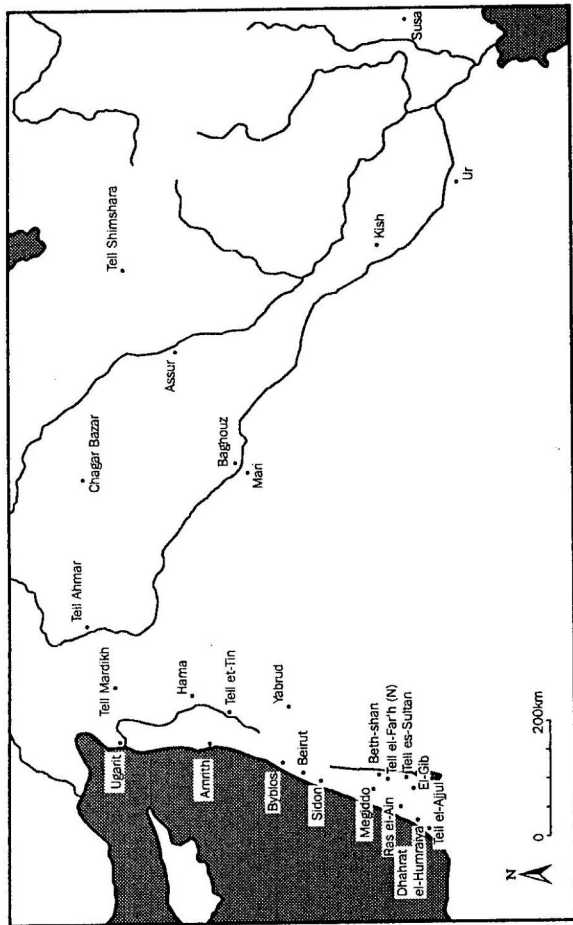 Susa
Tell Shimshara
Ur
Kish
Assur
Chagar Bazar
Baghouz
Mari
Tell Ahmar
Tell Mardikh
Hama
Tell et-Tin
Yabrud
Ugarit
Amrith
Byblos
Beirut
Sidon
Beth-shan
Megiddo
Tell el-Far'h (N)
Ras el-Ain
Tell es-Sultan
Dhahrat
el-Humraiya
El-Gib
Tell el-Ajjul
N
0
200km